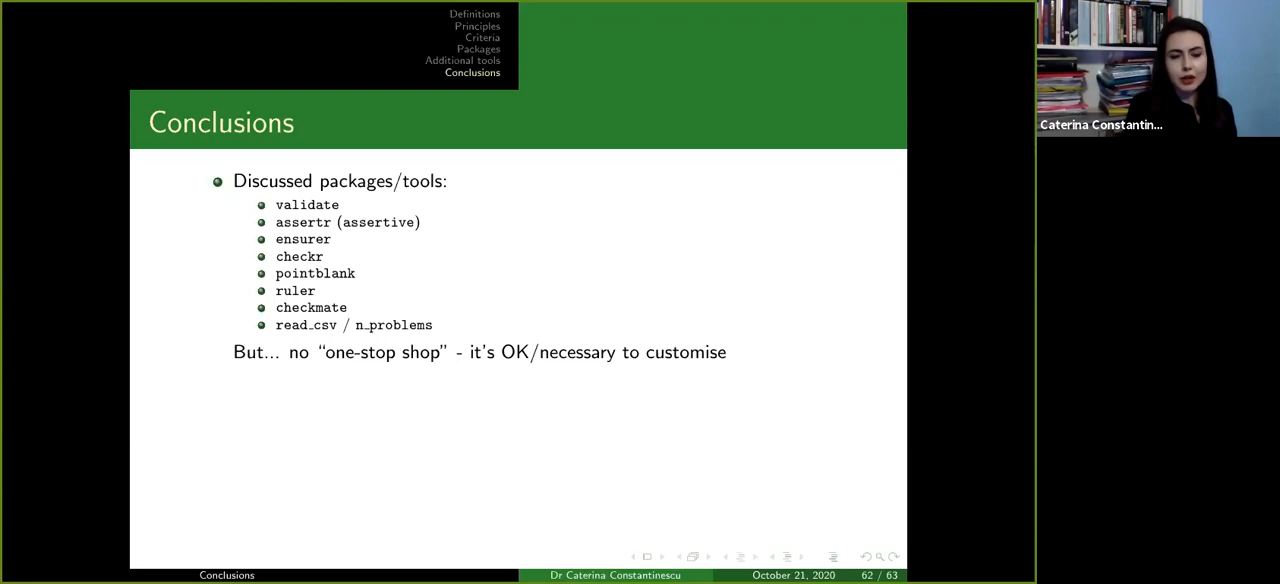 Definitions
Principles
Criteria
Packages
Additional tools
Conclusions
Conclusions
Discussed packages/tools:
validate
assertr (assertive)
ensurer
checkr
pointblank
ruler
checkmate
read_csv / n_problems
But... no “one-stop shop” - it's OK/necessary to customise
Conclusions
Dr Caterina Constantinescu
October 21, 2020
62 / 63
Caterina Constantin...